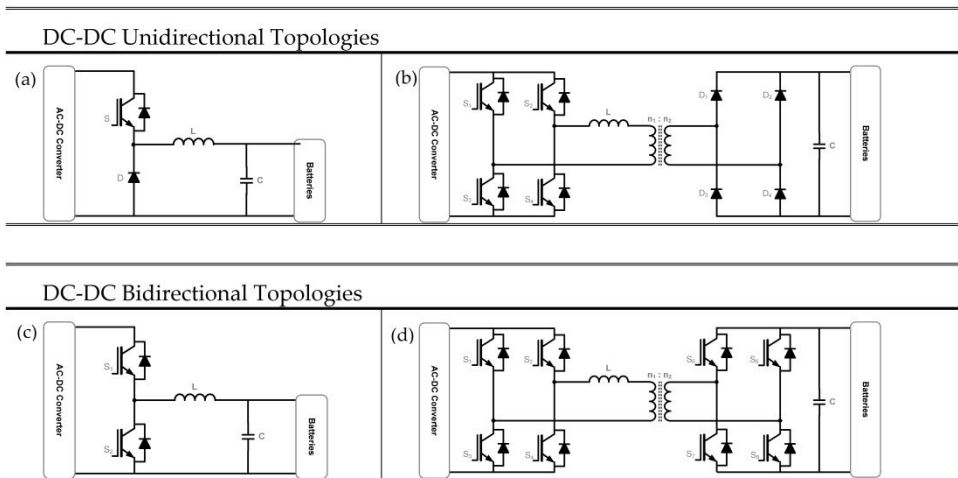 DC-DC Unidirectional Topologies
(a)
AC-DC Converter
S
D
L
C
Batteries
(b)
AC-DC Converter
S1
S2
S3
S4
L
n1 : n2
D1
D2
D3
D4
C
Batteries
DC-DC Bidirectional Topologies
(c)
AC-DC Converter
S1
S2
L
C
Batteries
(d)
AC-DC Converter
S1
S2
S3
S4
L
n1 : n2
S5
S6
S7
S8
C
Batteries